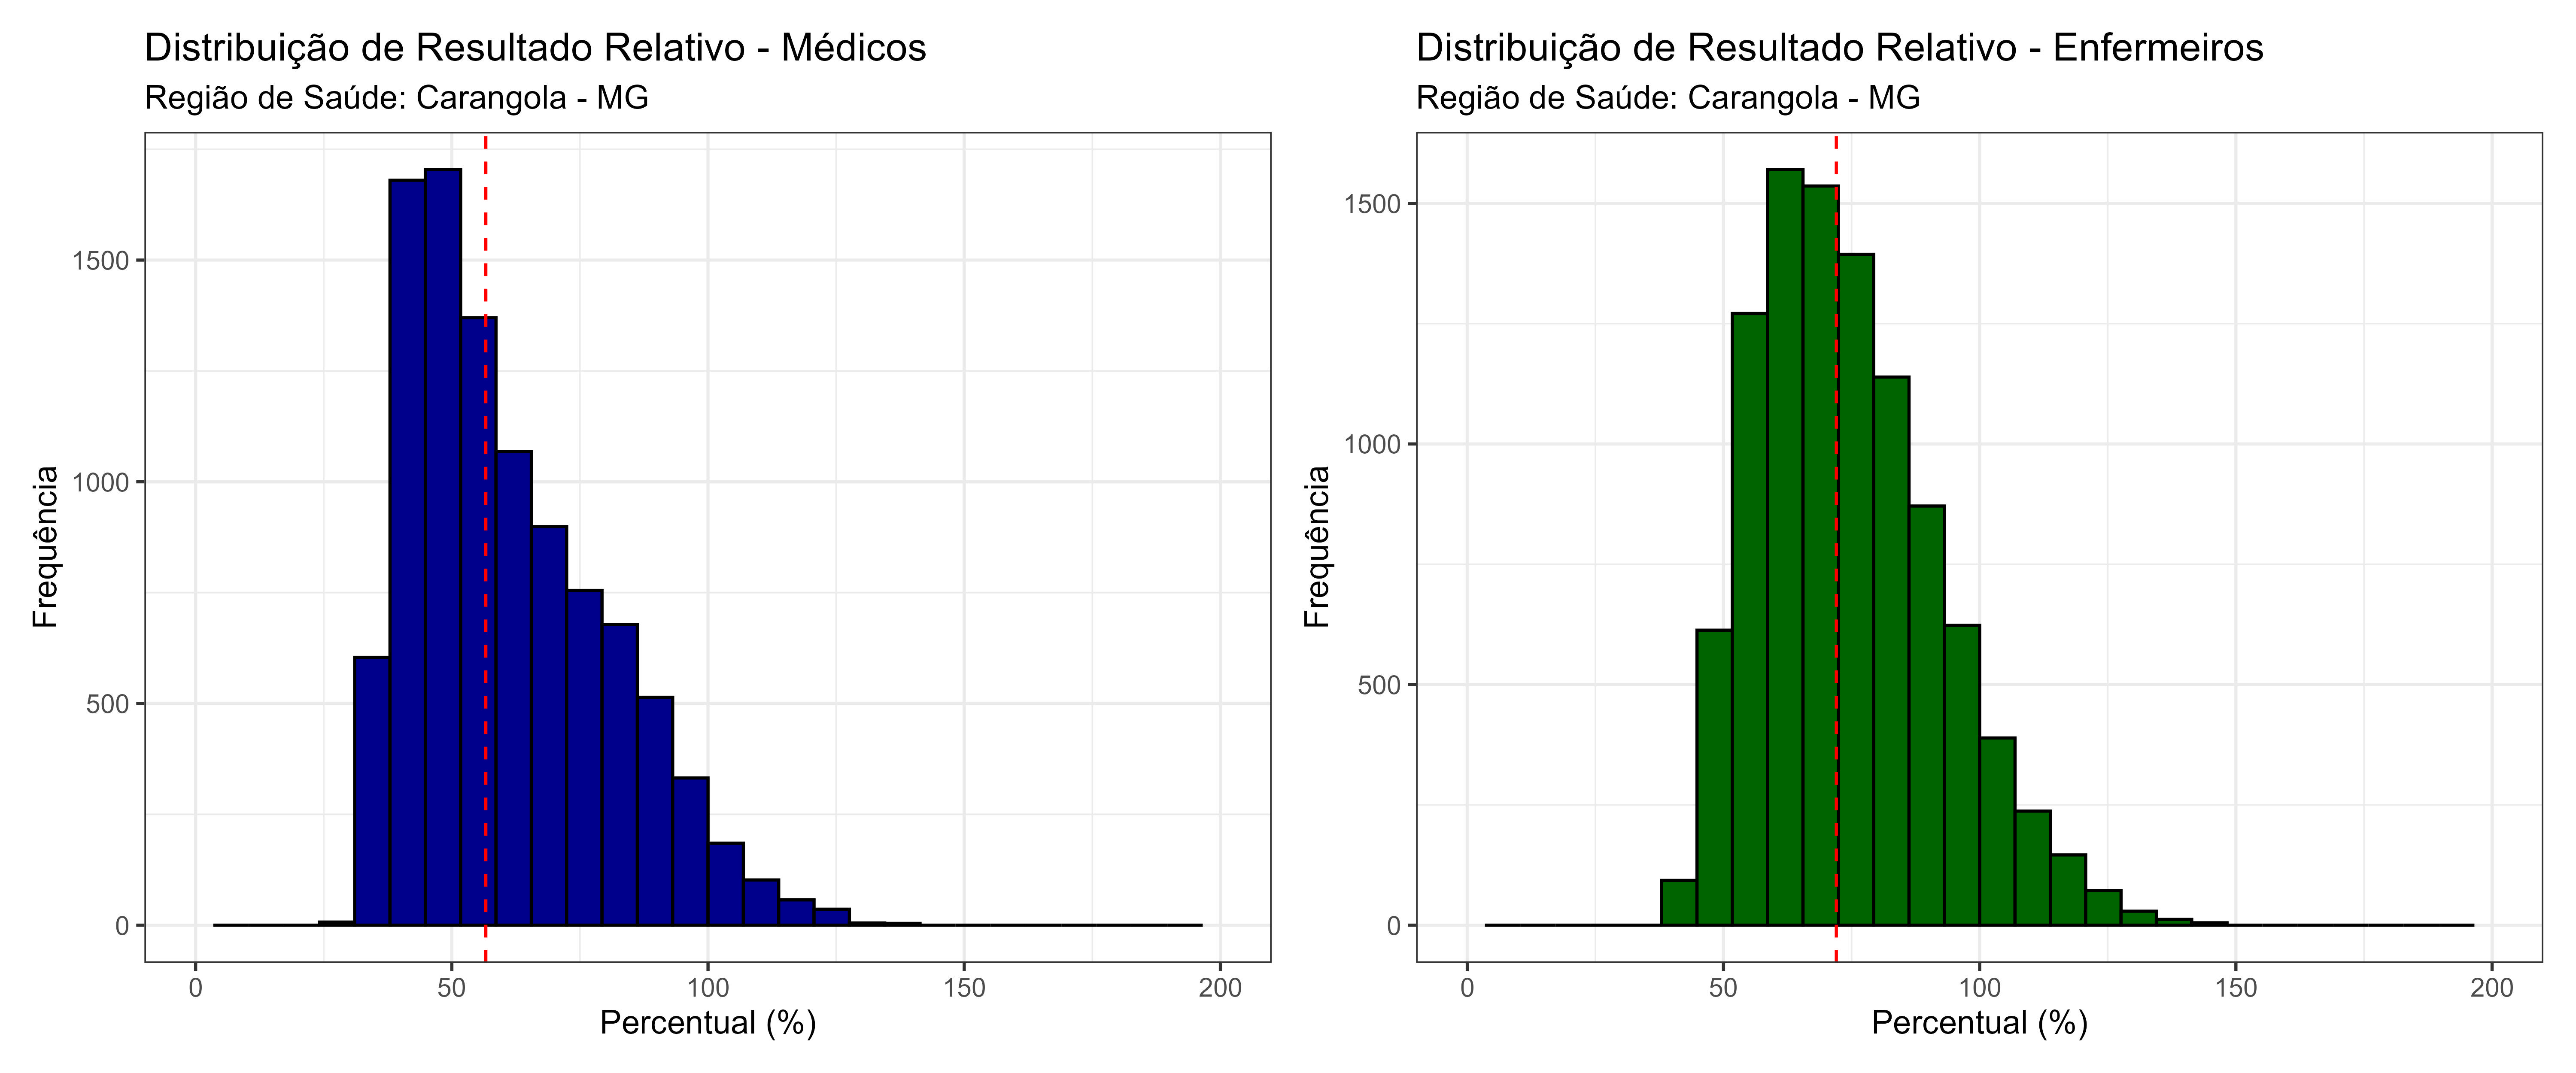 Distribuição de Resultado Relativo - Médicos
Região de Saúde: Carangola - MG
1500
1000
500
0
Frequência
0 50 100 150 200
Percentual (%)
Distribuição de Resultado Relativo - Enfermeiros
Região de Saúde: Carangola - MG
1500
1000
500
0
Frequência
0 50 100 150 200
Percentual (%)